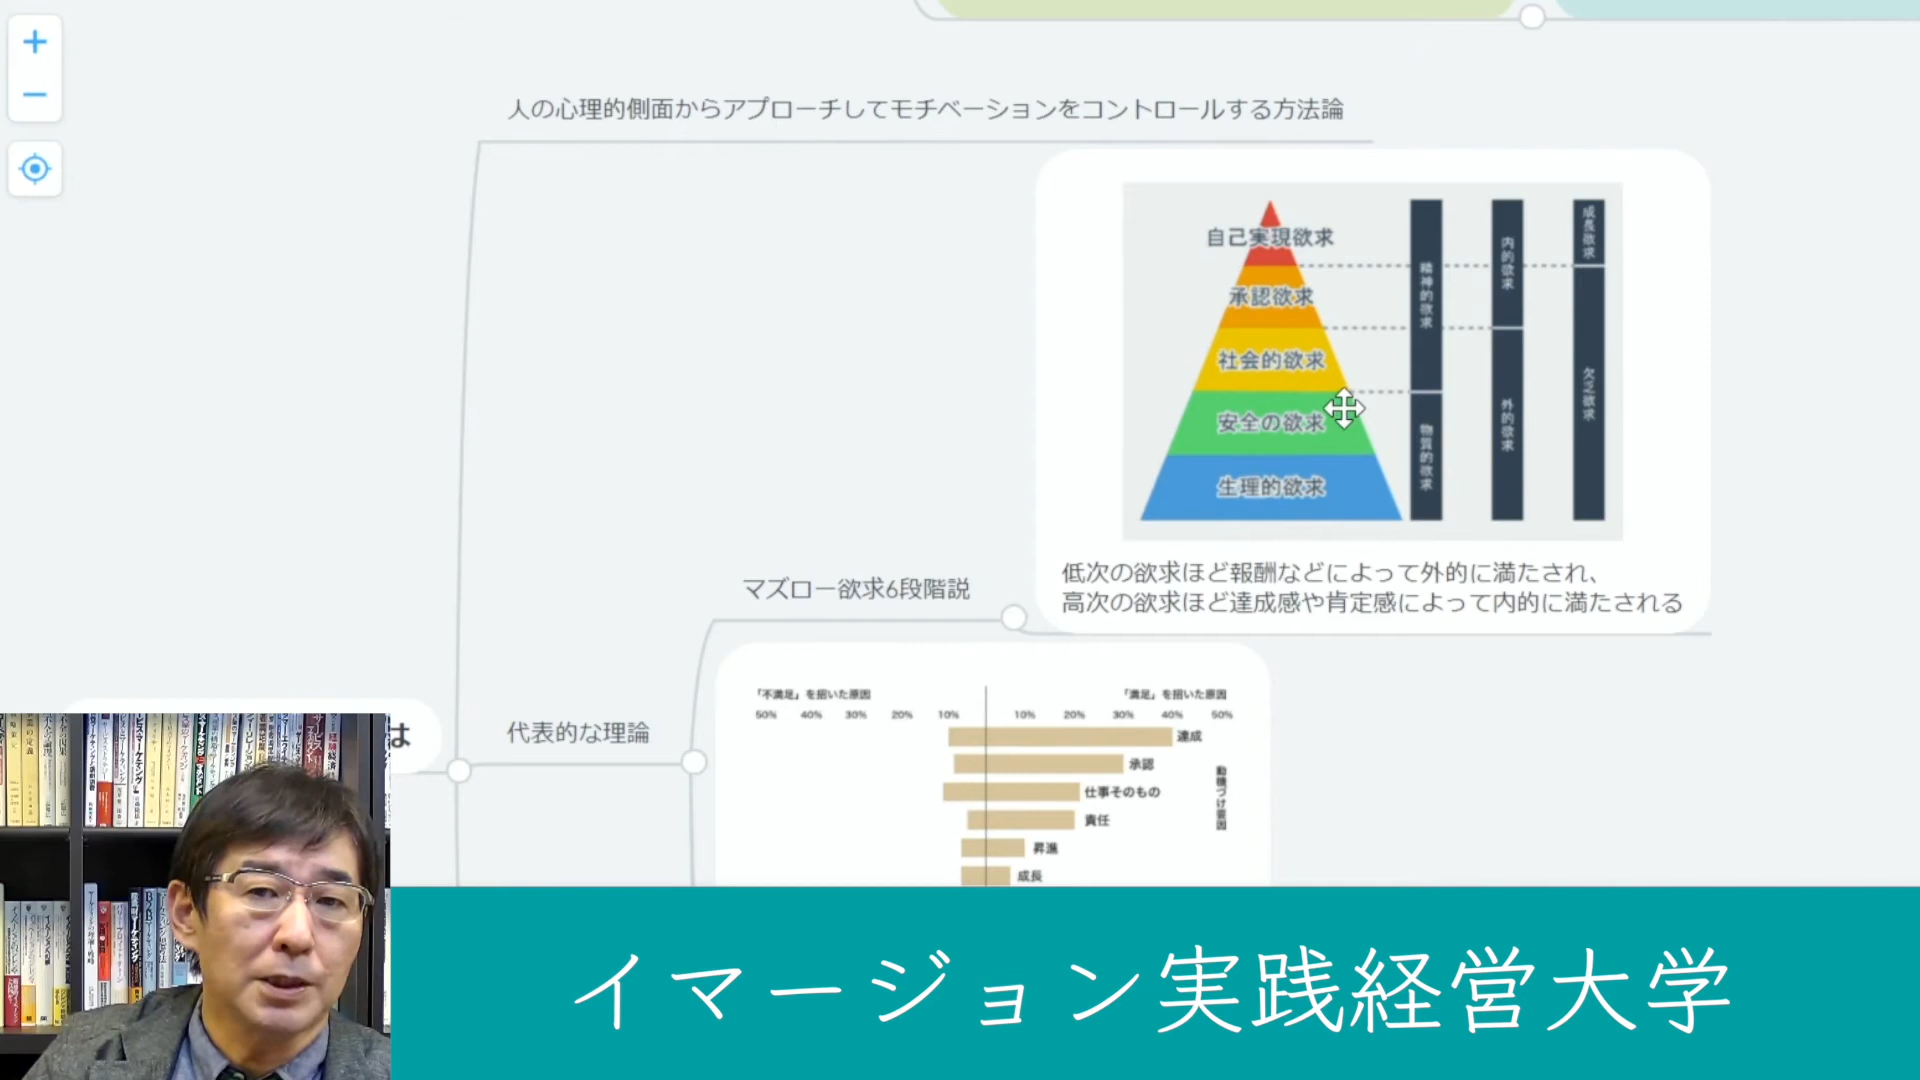 人の心理的側面からアプローチしてモチベーションをコントロールする方法論
自己実現欲求
承認欲求
社会的欲求
安全の欲求
生理的欲求
精神的欲求
物質的欲求
内的欲求
外的欲求
成長欲求
欠乏欲求
低次の欲求ほど報酬などによって外的に満たされ、
高次の欲求ほど達成感や肯定感によって内的に満たされる
マズロー欲求6段階説
代表的な理論
は
「不満足」を招いた原因
「満足」を招いた原因
50% 40% 30% 20% 10% 10% 20% 30% 40% 50%
達成
承認
仕事そのもの
責任
昇進
成長
動機づけ要因
イマージョン実践経営大学